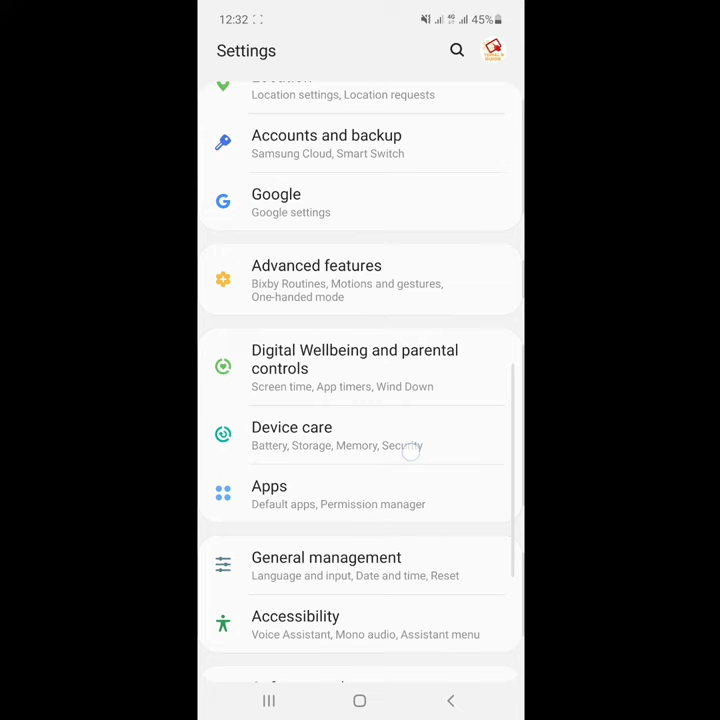 12:32
4G 45%
Settings
Location settings, Location requests
Accounts and backup
Samsung Cloud, Smart Switch
Google
Google settings
Advanced features
Bixby Routines, Motions and gestures,
One-handed mode
Digital Wellbeing and parental
controls
Screen time, App timers, Wind Down
Device care
Battery, Storage, Memory, Security
Apps
Default apps, Permission manager
General management
Language and input, Date and time, Reset
Accessibility
Voice Assistant, Mono audio, Assistant menu